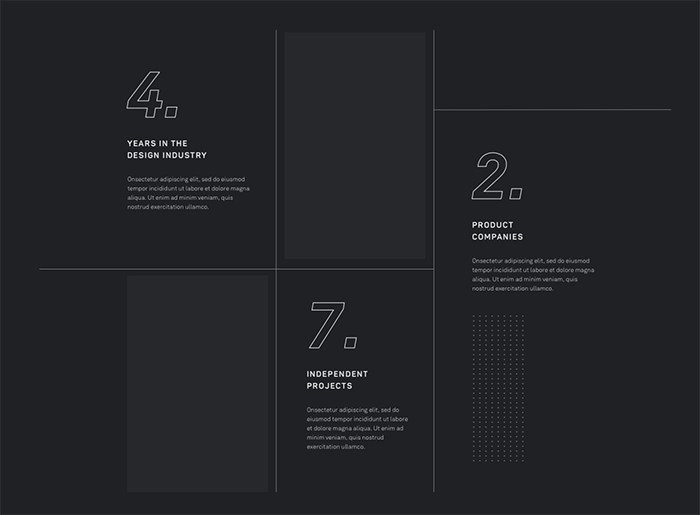 4.
YEARS IN THE
DESIGN INDUSTRY
Onsectetur adipiscing elit, sed do eiusmod
tempor incididunt ut labore et dolore magna
aliqua. Ut enim ad minim veniam, quis
nostrud exercitation ullamco.
2.
PRODUCT
COMPANIES
Onsectetur adipiscing elit, sed do eiusmod
tempor incididunt ut labore et dolore magna
aliqua. Ut enim ad minim veniam, quis
nostrud exercitation ullamco.
7.
INDEPENDENT
PROJECTS
Onsectetur adipiscing elit, sed do
eiusmod tempor incididunt ut labore
et dolore magna aliqua. Ut enim ad
minim veniam, quis nostrud
exercitation ullamco.